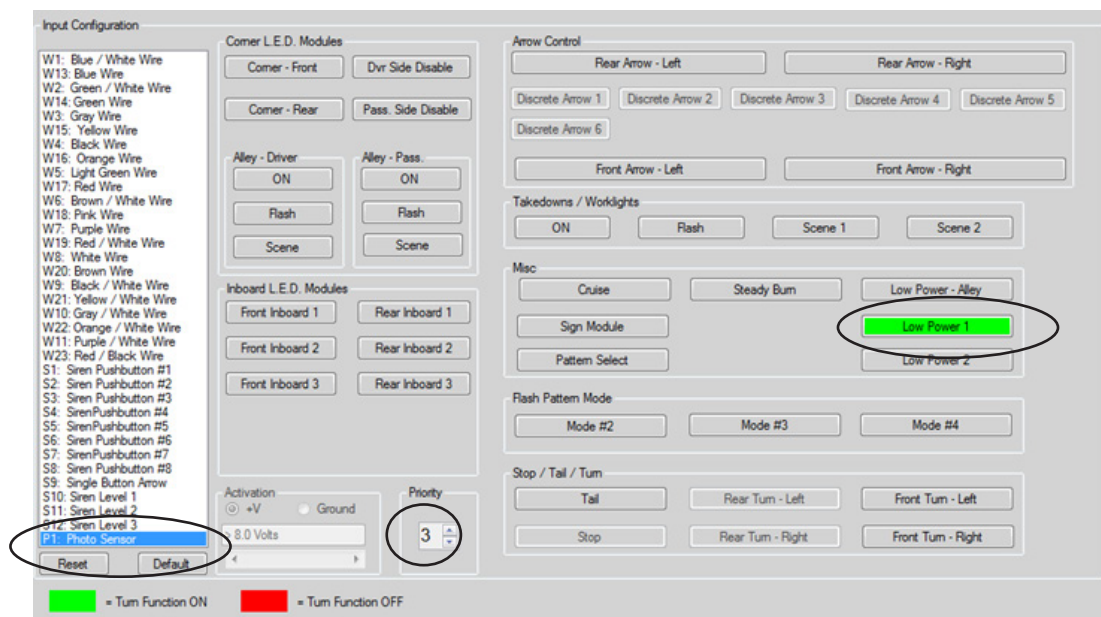 Input Configuration
W1: Blue / White Wire
W13: Blue Wire
W2: Green / White Wire
W14: Green Wire
W3: Gray Wire
W15: Yellow Wire
W4: Black Wire
W16: Orange Wire
W5: Light Green Wire
W17: Red Wire
W6: Brown / White Wire
W18: Pink Wire
W7: Purple Wire
W19: Red / White Wire
W8: White Wire
W20: Brown Wire
W9: Black / White Wire
W21: Yellow / White Wire
W10: Gray / White Wire
W22: Orange / White Wire
W11: Purple / White Wire
W23: Red / Black Wire
S1: Siren Pushbutton #1
S2: Siren Pushbutton #2
S3: Siren Pushbutton #3
S4: SirenPushbutton #4
S5: SirenPushbutton #5
S6: Siren Pushbutton #6
S7: SirenPushbutton #7
S8: Siren Pushbutton #8
S9: Single Button Arrow
S10: Siren Level 1
S11: Siren Level 2
S12: Siren Level 3
P1: Photo Sensor
Reset Default
Corner L.E.D. Modules
Corner - Front Dvr Side Disable
Corner - Rear Pass. Side Disable
Alley - Driver Alley - Pass.
ON ON
Flash Flash
Scene Scene
Inboard L.E.D. Modules
Front Inboard 1 Rear Inboard 1
Front Inboard 2 Rear Inboard 2
Front Inboard 3 Rear Inboard 3
Activation
+V Ground
> 8.0 Volts
Priority
3
Arrow Control
Rear Arrow - Left Rear Arrow - Right
Discrete Arrow 1 Discrete Arrow 2 Discrete Arrow 3 Discrete Arrow 4 Discrete Arrow 5
Discrete Arrow 6
Front Arrow - Left Front Arrow - Right
Takedowns / Worklights
ON Flash Scene 1 Scene 2
Misc
Cruise Steady Burn Low Power - Alley
Sign Module Low Power 1
Pattern Select Low Power 2
Flash Pattern Mode
Mode #2 Mode #3 Mode #4
Stop / Tail / Turn
Tail Rear Turn - Left Front Turn - Left
Stop Rear Turn - Right Front Turn - Right
= Turn Function ON = Turn Function OFF